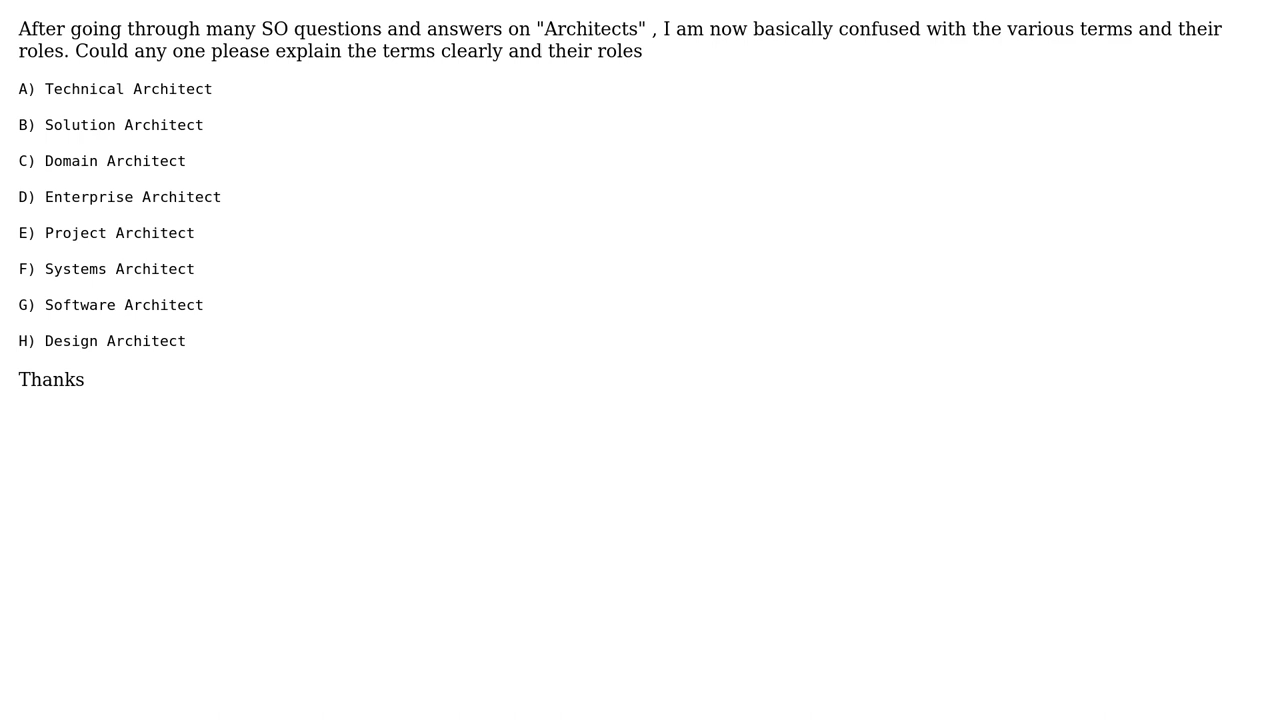 After going through many SO questions and answers on "Architects" , I am now basically confused with the various terms and their
roles. Could any one please explain the terms clearly and their roles
A) Technical Architect
B) Solution Architect
C) Domain Architect
D) Enterprise Architect
E) Project Architect
F) Systems Architect
G) Software Architect
H) Design Architect
Thanks